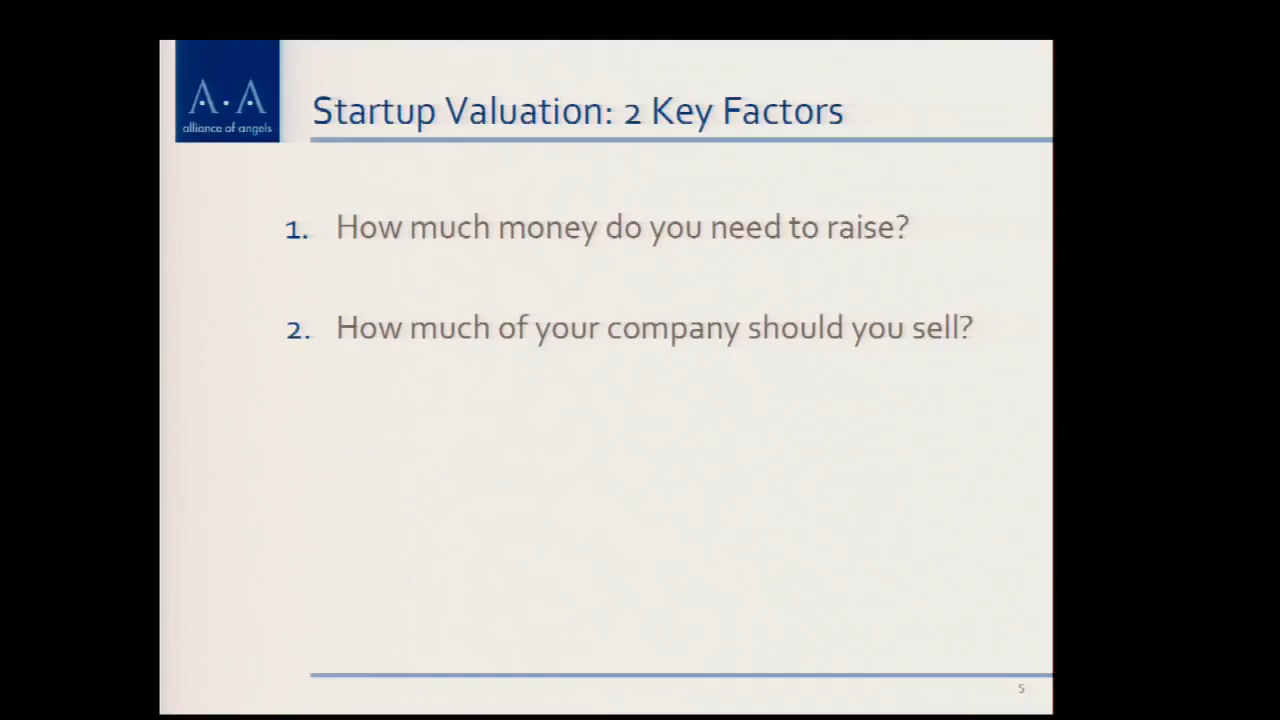 A·A
alliance of angels
Startup Valuation: 2 Key Factors
1. How much money do you need to raise?
2. How much of your company should you sell?
5